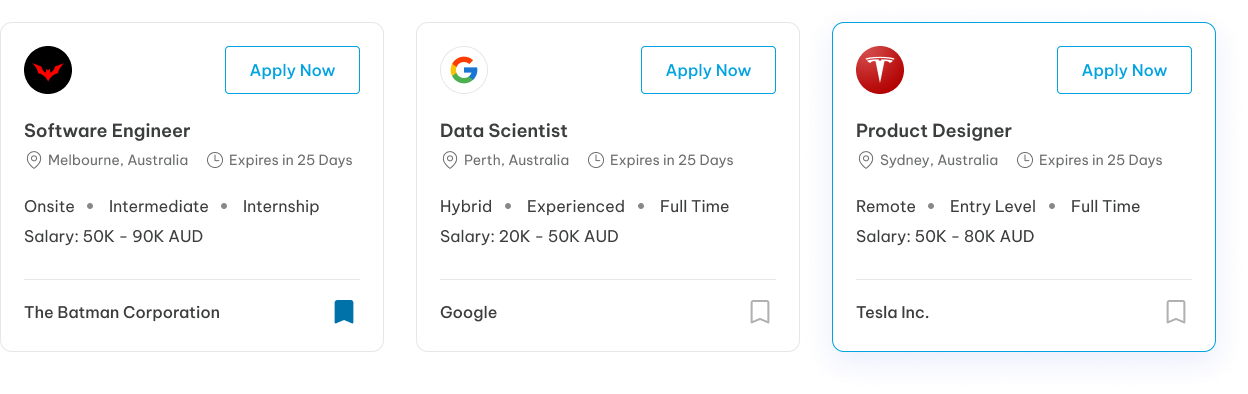 Apply Now
Software Engineer
Melbourne, Australia Expires in 25 Days
Onsite • Intermediate • Internship
Salary: 50K - 90K AUD
The Batman Corporation
Apply Now
Data Scientist
Perth, Australia Expires in 25 Days
Hybrid • Experienced • Full Time
Salary: 20K - 50K AUD
Google
Apply Now
Product Designer
Sydney, Australia Expires in 25 Days
Remote • Entry Level • Full Time
Salary: 50K - 80K AUD
Tesla Inc.